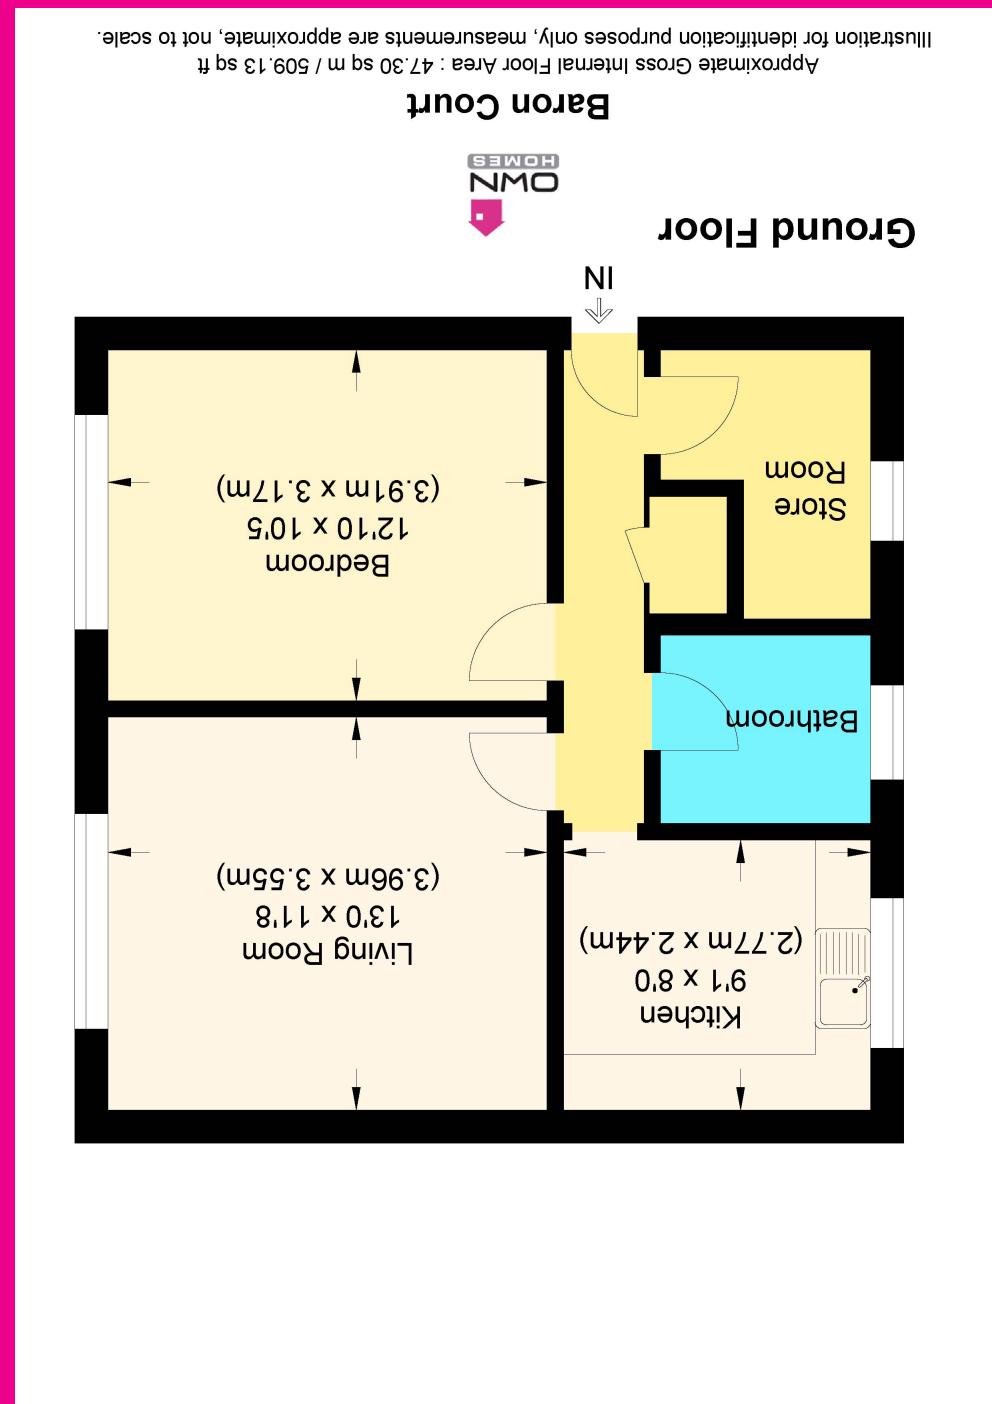 Kitchen
9'1 x 8'0
(2.77m x 2.44m)
Living Room
13'0 x 11'8
(3.96m x 3.55m)
Bathroom
Bedroom
12'10 x 10'5
(3.91m x 3.17m)
Store
Room
IN
Ground Floor
OWN
HOMES
Baron Court
Approximate Gross Internal Floor Area : 47.30 sq m / 509.13 sq ft
Illustration for identification purposes only, measurements are approximate, not to scale.